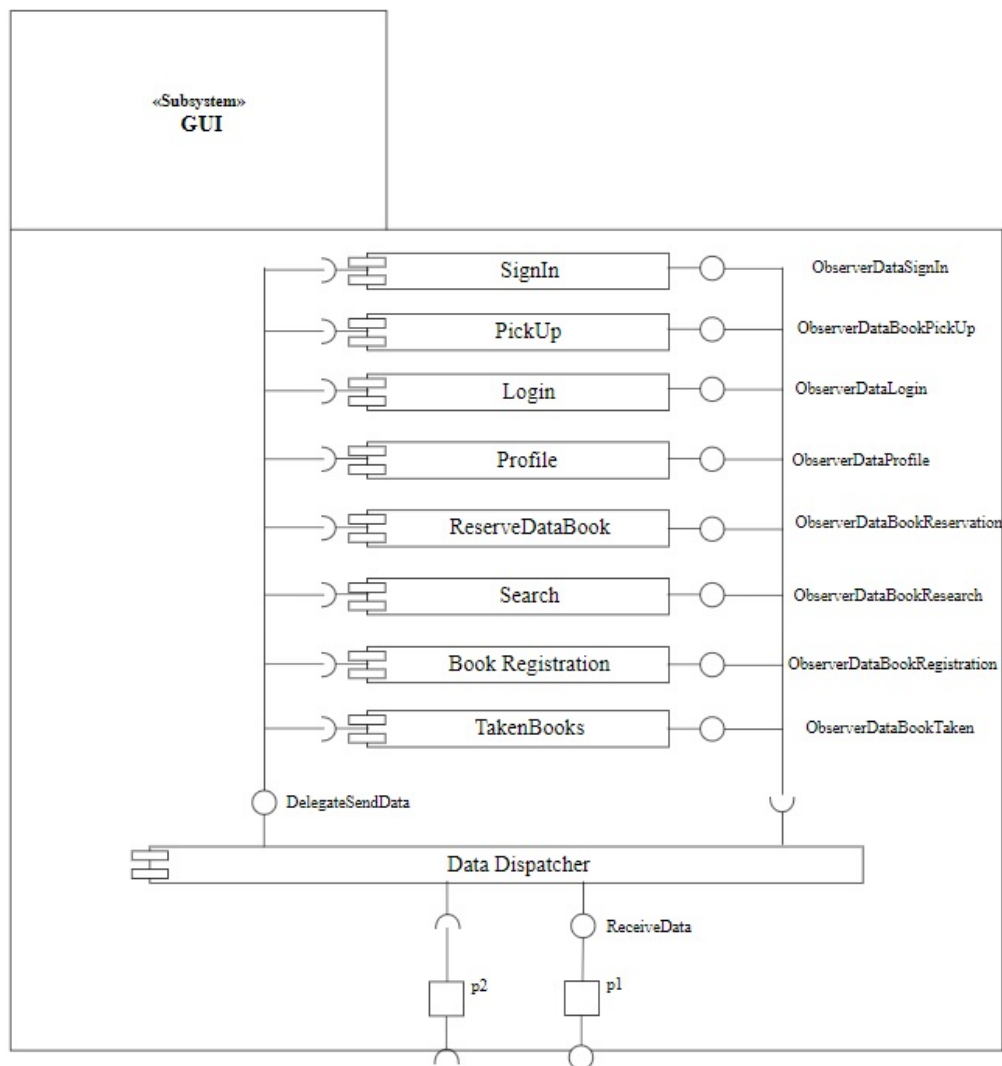 «Subsystem»
GUI
SignIn
ObserverDataSignIn
PickUp
ObserverDataBookPickUp
Login
ObserverDataLogin
Profile
ObserverDataProfile
ReserveDataBook
ObserverDataBookReservation
Search
ObserverDataBookResearch
Book Registration
ObserverDataBookRegistration
TakenBooks
ObserverDataBookTaken
DelegateSendData
Data Dispatcher
ReceiveData
p2
p1